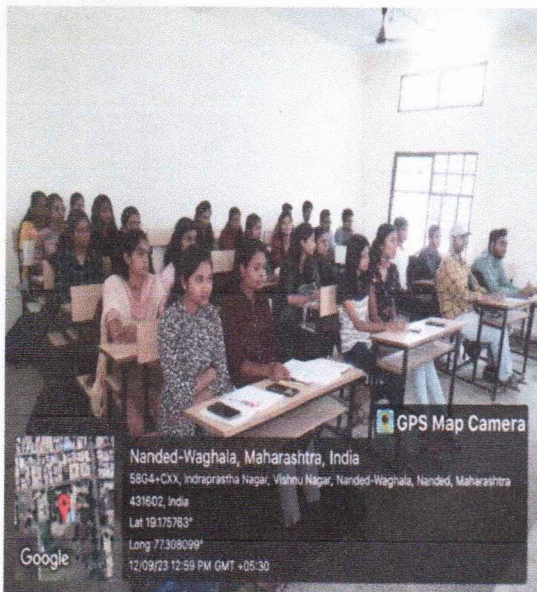 GPS Map Camera
Nanded-Waghala, Maharashtra, India
58G4+CXX, Indraprastha Nagar, Vishnu Nagar, Nanded-Waghala, Nanded, Maharashtra
431602, India
Lat 19.175763°
Long 77.308099°
12/09/23 12:59 PM GMT +05:30
Google